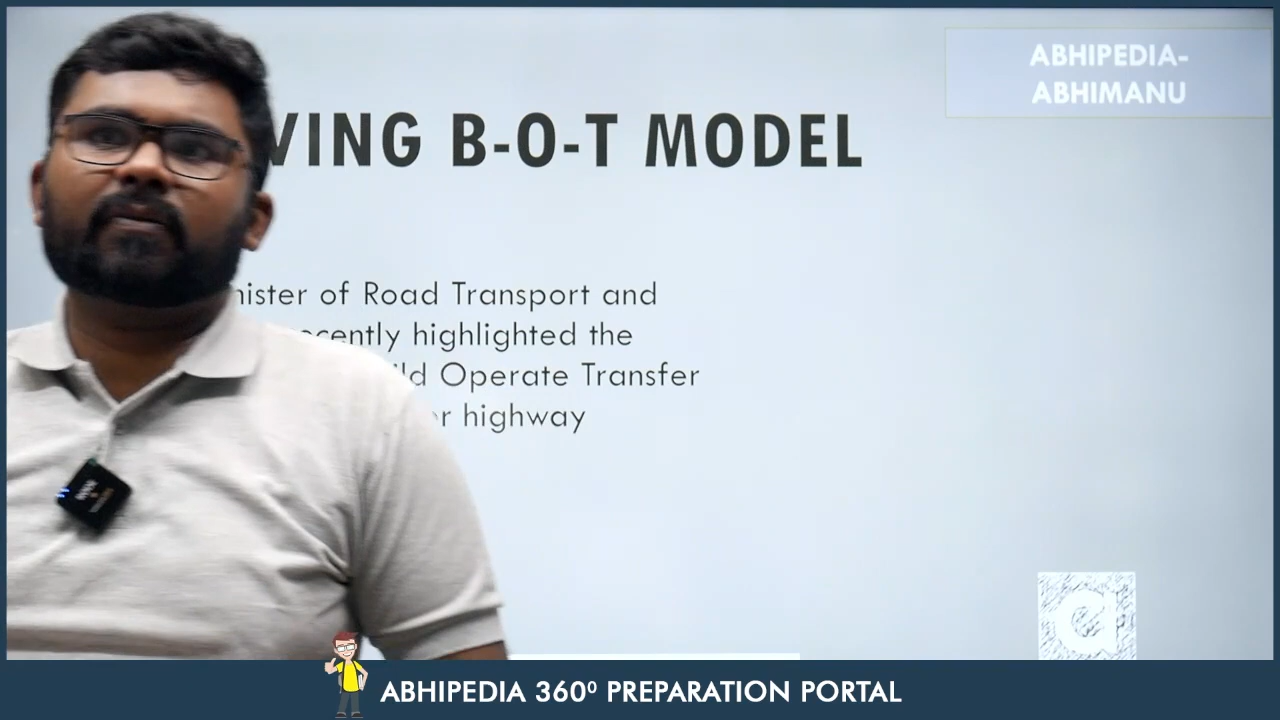 ABHIPEDIA-
ABHIMANU
VING B-O-T MODEL
nister of Road Transport and
ecently highlighted the
ild Operate Transfer
or highway
ABHIPEDIA 360⁰ PREPARATION PORTAL